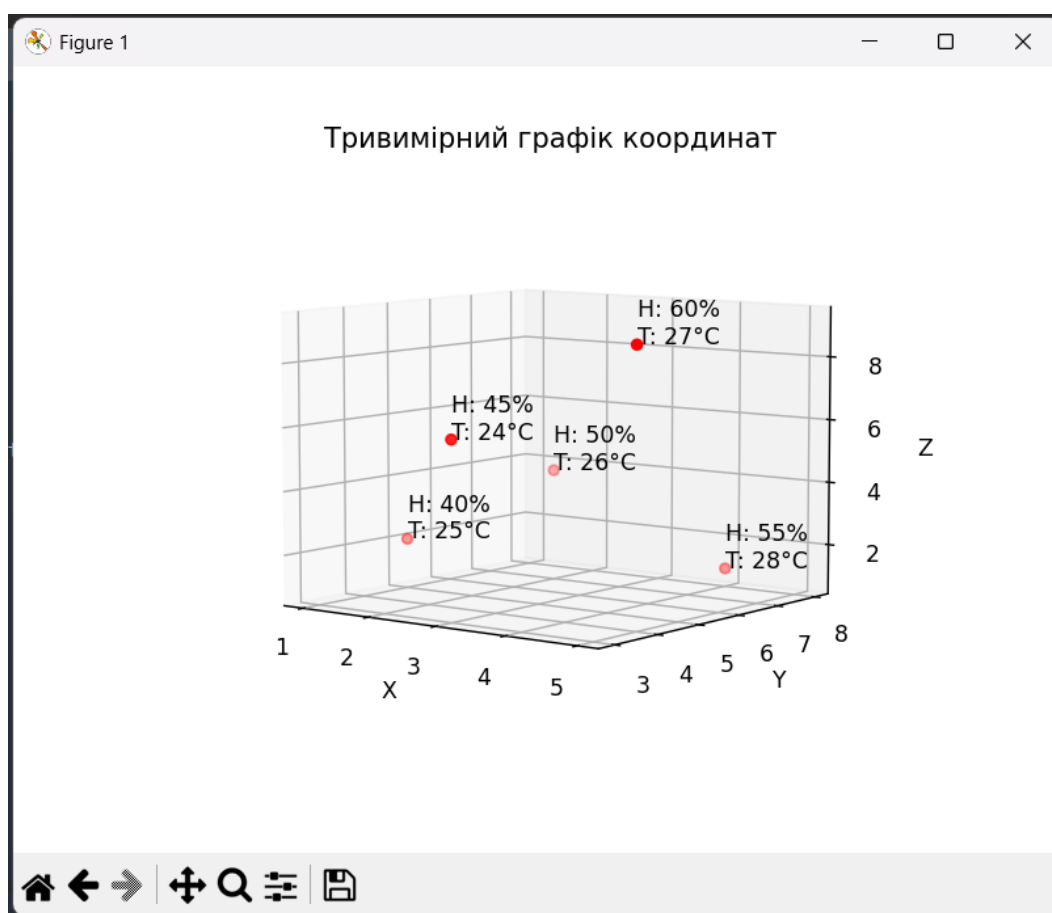 Figure 1
Тривимірний графік координат
H: 60%
T: 27°C
H: 45%
T: 24°C
H: 50%
T: 26°C
H: 40%
T: 25°C
H: 55%
T: 28°C
8
6
4
2
Z
1
2
3
4
5
X
3
4
5
6
7
8
Y